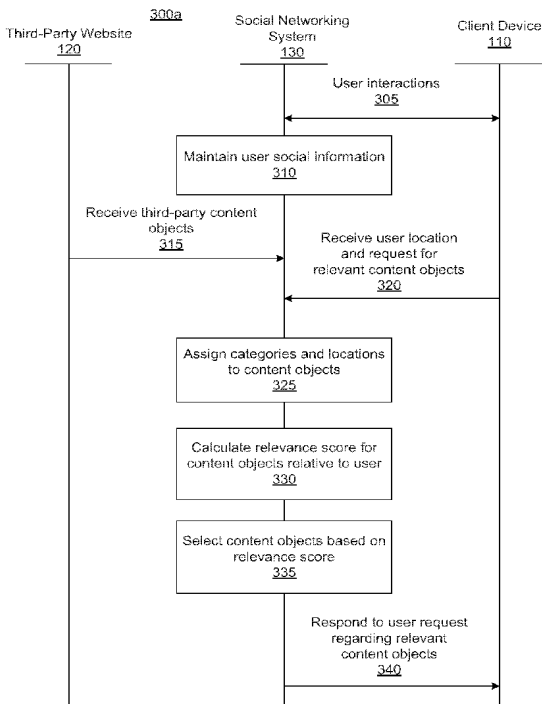 300a
Third-Party Website
120
Social Networking
System
130
Client Device
110
User interactions
305
Maintain user social information
310
Receive third-party content
objects
315
Receive user location
and request for
relevant content objects
320
Assign categories and locations
to content objects
325
Calculate relevance score for
content objects relative to user
330
Select content objects based on
relevance score
335
Respond to user request
regarding relevant
content objects
340